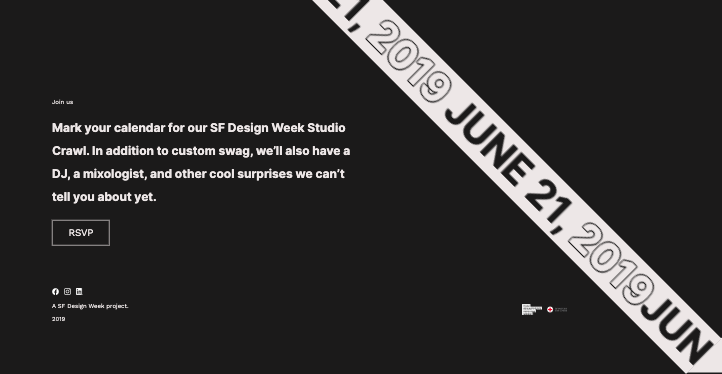 21, 2019 JUNE 21, 2019 JUN
Join us
Mark your calendar for our SF Design Week Studio
Crawl. In addition to custom swag, we'll also have a
DJ, a mixologist, and other cool surprises we can't
tell you about yet.
RSVP
A SF Design Week project.
2019